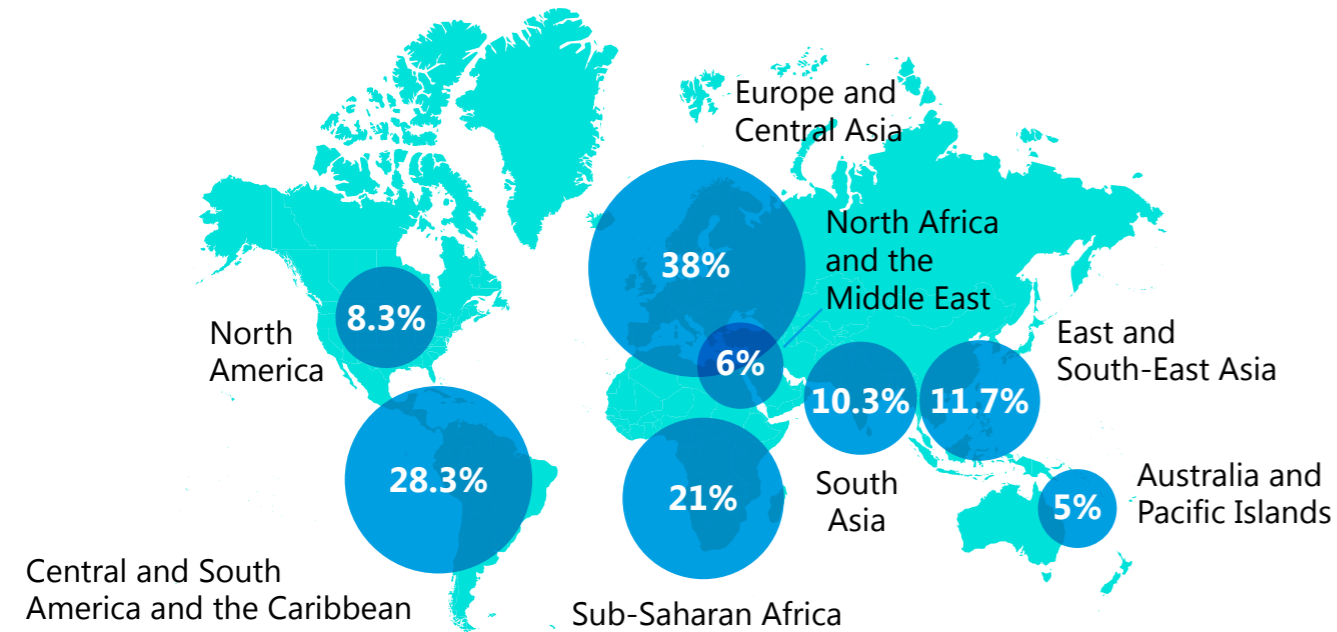 Europe and
Central Asia
38%
North Africa
and the
Middle East
6%
North
America
8.3%
East and
South-East Asia
11.7%
10.3%
South
Asia
28.3%
Central and South
America and the Caribbean
21%
Sub-Saharan Africa
Australia and
Pacific Islands
5%